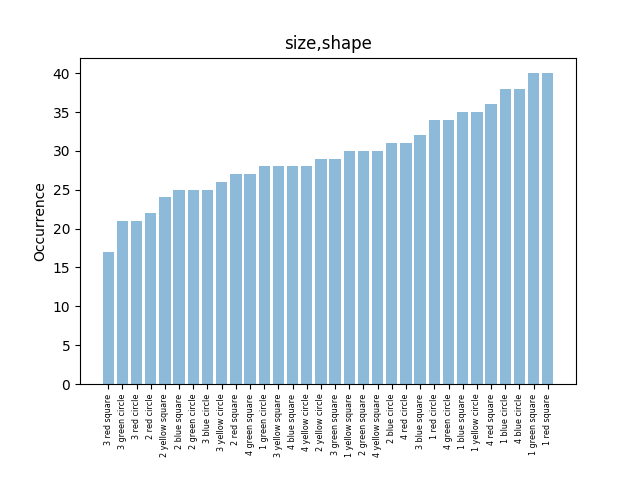 size,shape
Occurrence
40
35
30
25
20
15
10
5
0
3 red square
3 green circle
3 red circle
2 red circle
2 yellow square
2 blue square
2 green circle
3 blue circle
3 yellow circle
2 red square
4 green square
1 green circle
3 yellow square
4 blue square
4 yellow circle
2 yellow circle
3 green square
1 yellow square
2 green square
4 yellow square
2 blue circle
4 red circle
3 blue square
1 red circle
4 green circle
1 blue square
1 yellow circle
4 red square
1 blue circle
4 blue circle
1 green square
1 red square